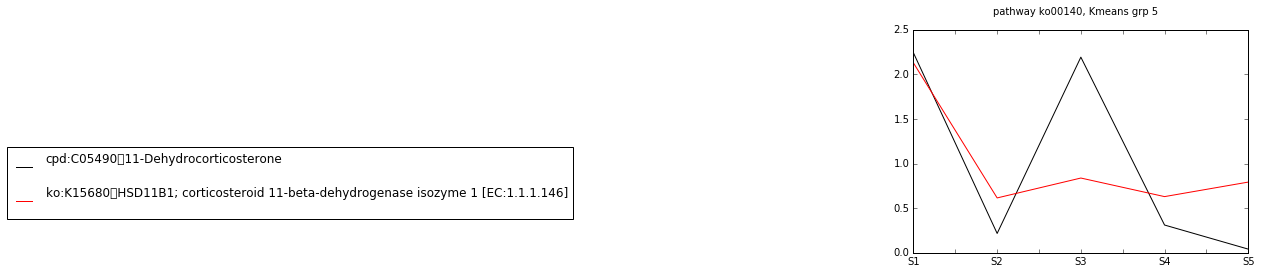 pathway ko00140, Kmeans grp 5
2.5
2.0
1.5
1.0
0.5
0.0
S1 S2 S3 S4 S5
cpd:C05490▯11-Dehydrocorticosterone
ko:K15680▯HSD11B1; corticosteroid 11-beta-dehydrogenase isozyme 1 [EC:1.1.1.146]